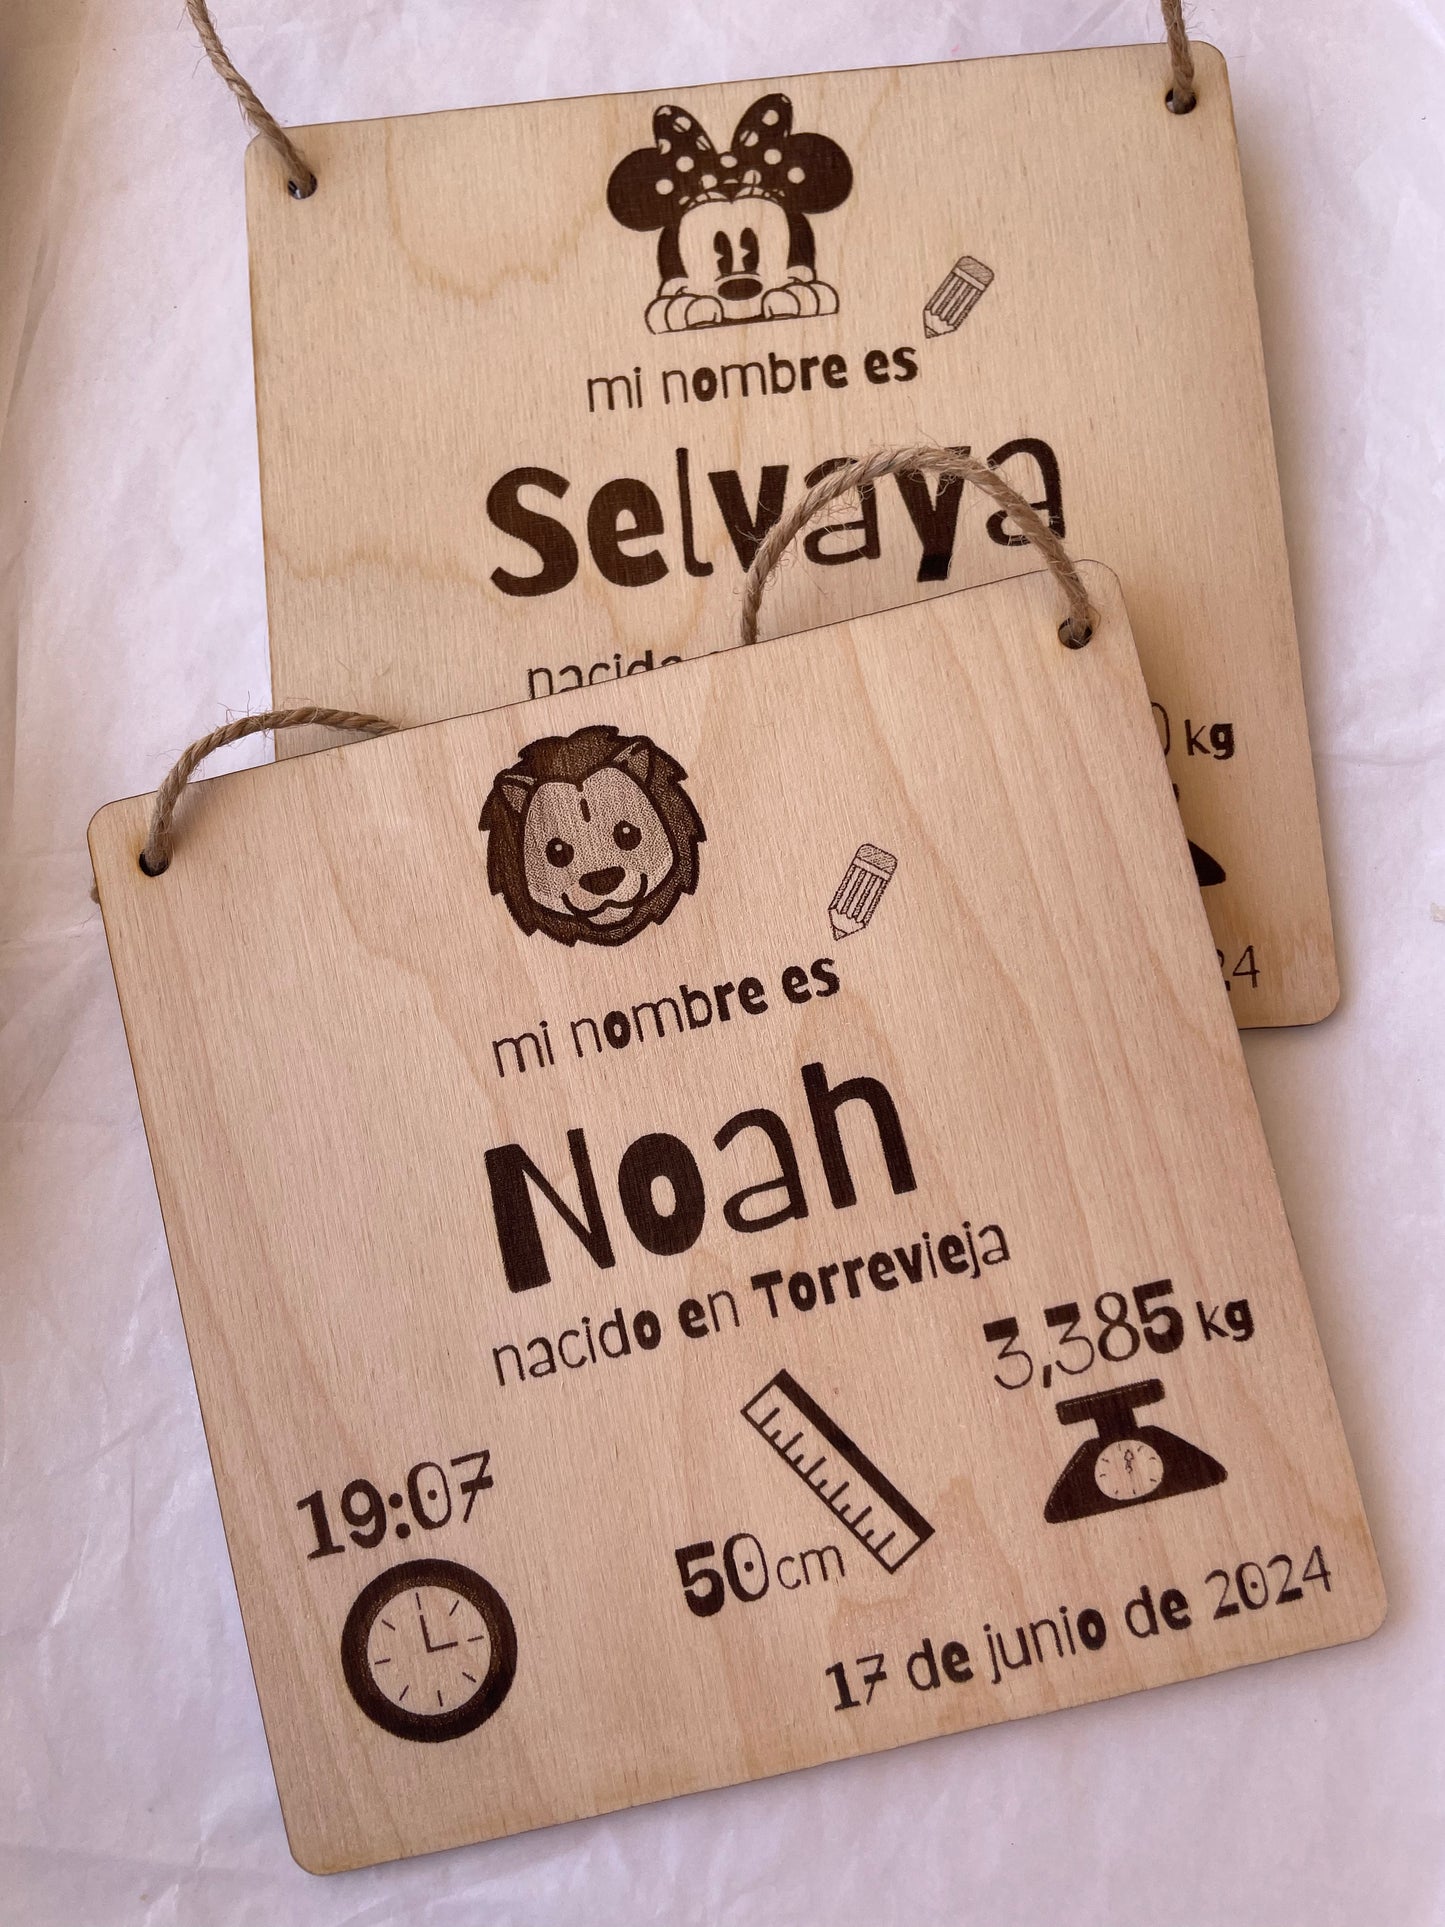 mi nombre es
Selvaya
nacida
kg
24
mi nombre es
Noah
nacido en Torrevieja
3,385 kg
19:07
50cm
17 de junio de 2024